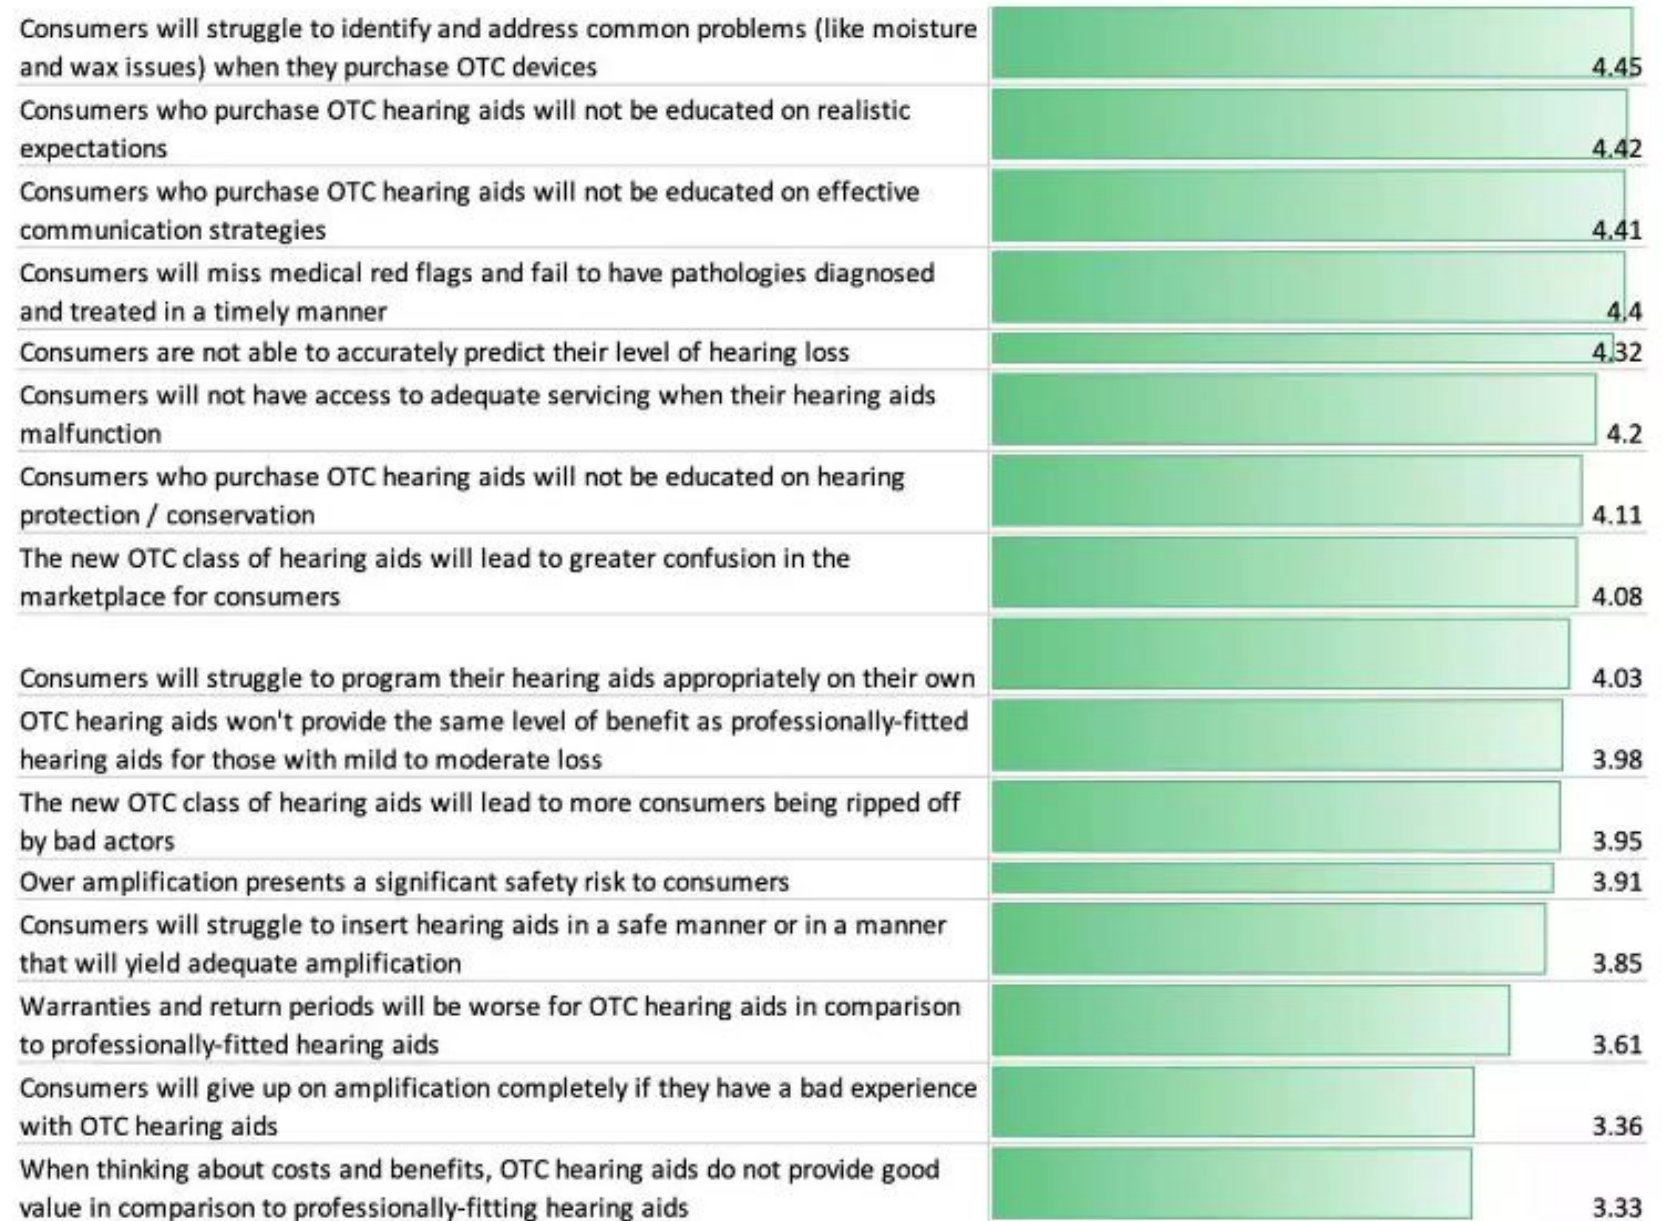 Consumers will struggle to identify and address common problems (like moisture
and wax issues) when they purchase OTC devices 4.45
Consumers who purchase OTC hearing aids will not be educated on realistic
expectations 4.42
Consumers who purchase OTC hearing aids will not be educated on effective
communication strategies 4.41
Consumers will miss medical red flags and fail to have pathologies diagnosed
and treated in a timely manner 4.4
Consumers are not able to accurately predict their level of hearing loss 4.32
Consumers will not have access to adequate servicing when their hearing aids
malfunction 4.2
Consumers who purchase OTC hearing aids will not be educated on hearing
protection / conservation 4.11
The new OTC class of hearing aids will lead to greater confusion in the
marketplace for consumers 4.08
Consumers will struggle to program their hearing aids appropriately on their own 4.03
OTC hearing aids won't provide the same level of benefit as professionally-fitted
hearing aids for those with mild to moderate loss 3.98
The new OTC class of hearing aids will lead to more consumers being ripped off
by bad actors 3.95
Over amplification presents a significant safety risk to consumers 3.91
Consumers will struggle to insert hearing aids in a safe manner or in a manner
that will yield adequate amplification 3.85
Warranties and return periods will be worse for OTC hearing aids in comparison
to professionally-fitted hearing aids 3.61
Consumers will give up on amplification completely if they have a bad experience
with OTC hearing aids 3.36
When thinking about costs and benefits, OTC hearing aids do not provide good
value in comparison to professionally-fitting hearing aids 3.33